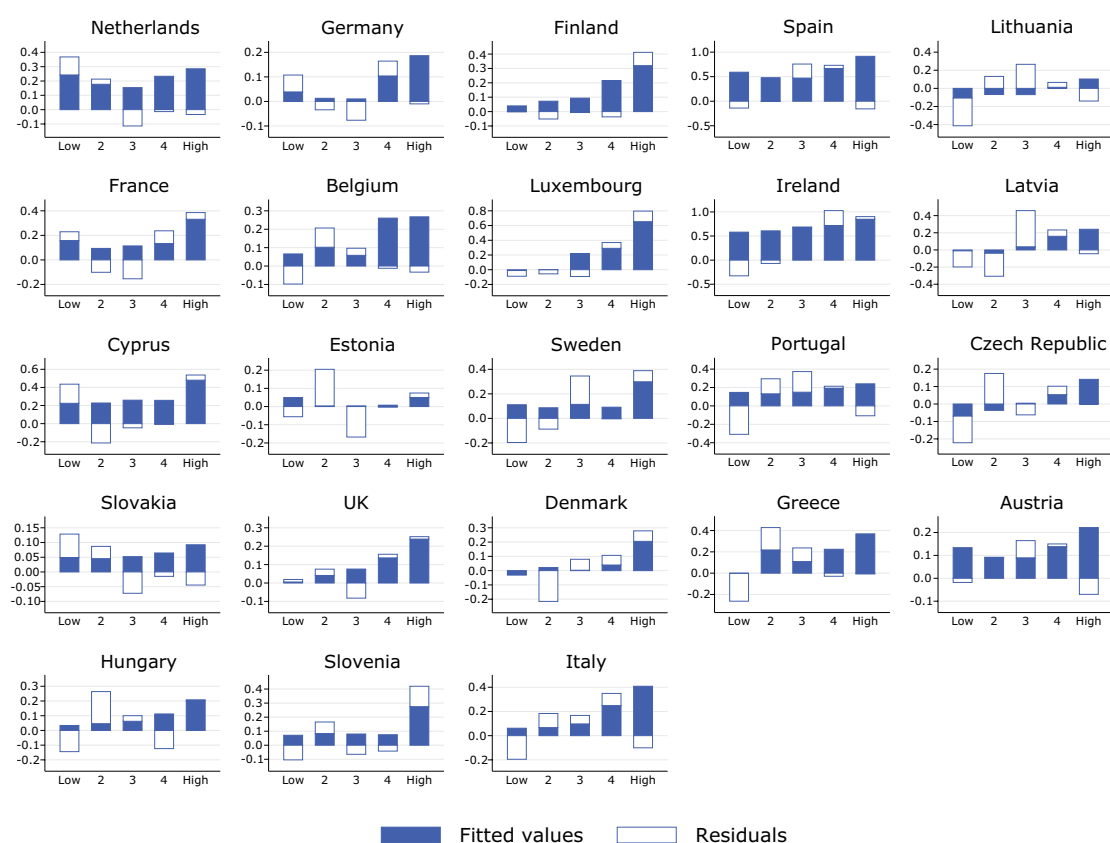 Netherlands
0.4
0.3
0.2
0.1
0.0
-0.1
Low 2 3 4 High
Germany
0.2
0.1
0.0
-0.1
Low 2 3 4 High
Finland
0.4
0.3
0.2
0.1
0.0
-0.1
Low 2 3 4 High
Spain
1.0
0.5
0.0
-0.5
Low 2 3 4 High
Lithuania
0.4
0.2
0.0
-0.2
-0.4
Low 2 3 4 High
France
0.4
0.2
0.0
-0.2
Low 2 3 4 High
Belgium
0.3
0.2
0.1
0.0
-0.1
Low 2 3 4 High
Luxembourg
0.8
0.6
0.4
0.2
0.0
-0.2
Low 2 3 4 High
Ireland
1.0
0.5
0.0
-0.5
Low 2 3 4 High
Latvia
0.4
0.2
0.0
-0.2
-0.4
Low 2 3 4 High
Cyprus
0.6
0.4
0.2
0.0
-0.2
Low 2 3 4 High
Estonia
0.2
0.1
0.0
-0.1
-0.2
Low 2 3 4 High
Sweden
0.4
0.2
0.0
-0.2
Low 2 3 4 High
Portugal
0.4
0.2
0.0
-0.2
-0.4
Low 2 3 4 High
Czech Republic
0.2
0.1
0.0
-0.1
-0.2
Low 2 3 4 High
Slovakia
0.15
0.10
0.05
0.00
-0.05
-0.10
Low 2 3 4 High
UK
0.3
0.2
0.1
0.0
-0.1
Low 2 3 4 High
Denmark
0.3
0.2
0.1
0.0
-0.1
-0.2
Low 2 3 4 High
Greece
0.4
0.2
0.0
-0.2
Low 2 3 4 High
Austria
0.2
0.1
0.0
-0.1
Low 2 3 4 High
Hungary
0.3
0.2
0.1
0.0
-0.1
-0.2
Low 2 3 4 High
Slovenia
0.4
0.3
0.2
0.1
0.0
-0.1
Low 2 3 4 High
Italy
0.4
0.2
0.0
-0.2
Low 2 3 4 High
Fitted values Residuals